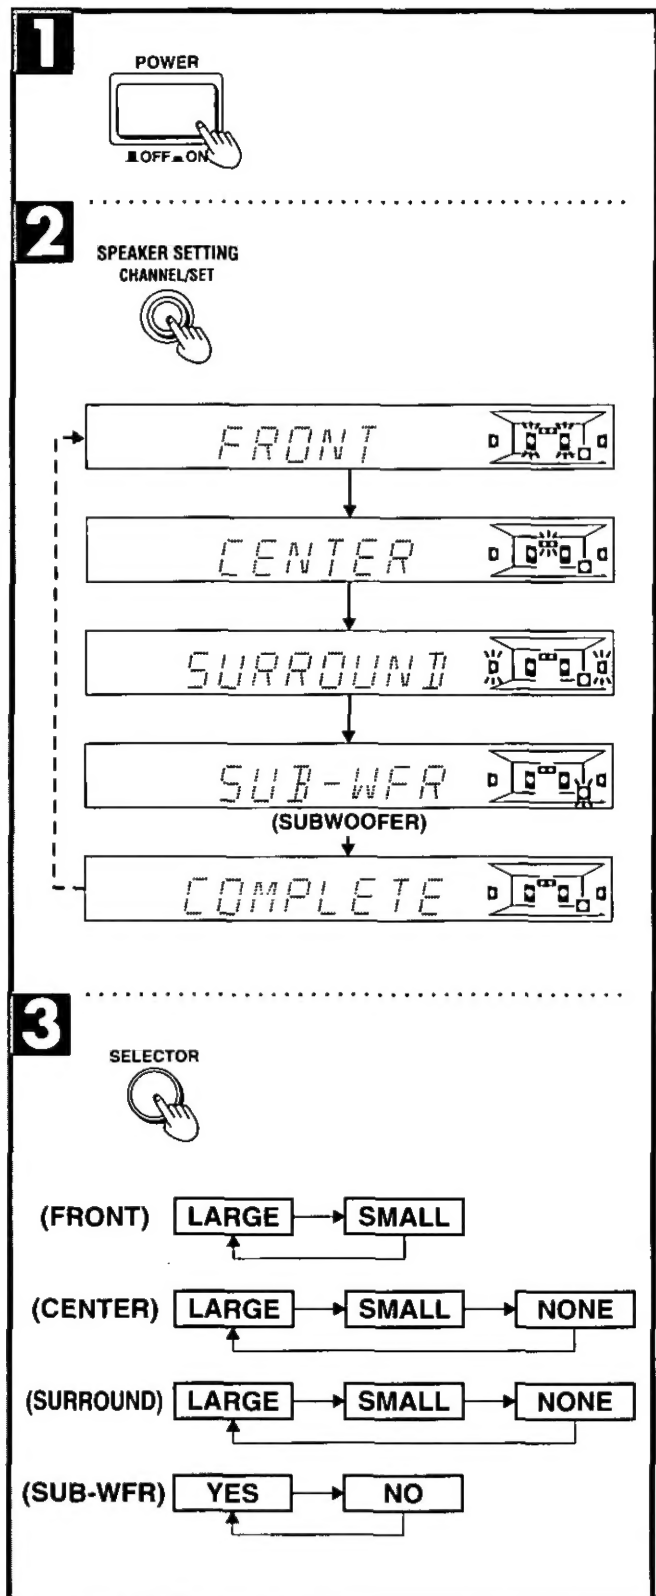 1
POWER
OFF ON
2
SPEAKER SETTING
CHANNEL/SET
FRONT
CENTER
SURROUND
SUB-WFR
(SUBWOOFER)
COMPLETE
3
SELECTOR
(FRONT) LARGE SMALL
(CENTER) LARGE SMALL NONE
(SURROUND) LARGE SMALL NONE
(SUB-WFR) YES NO